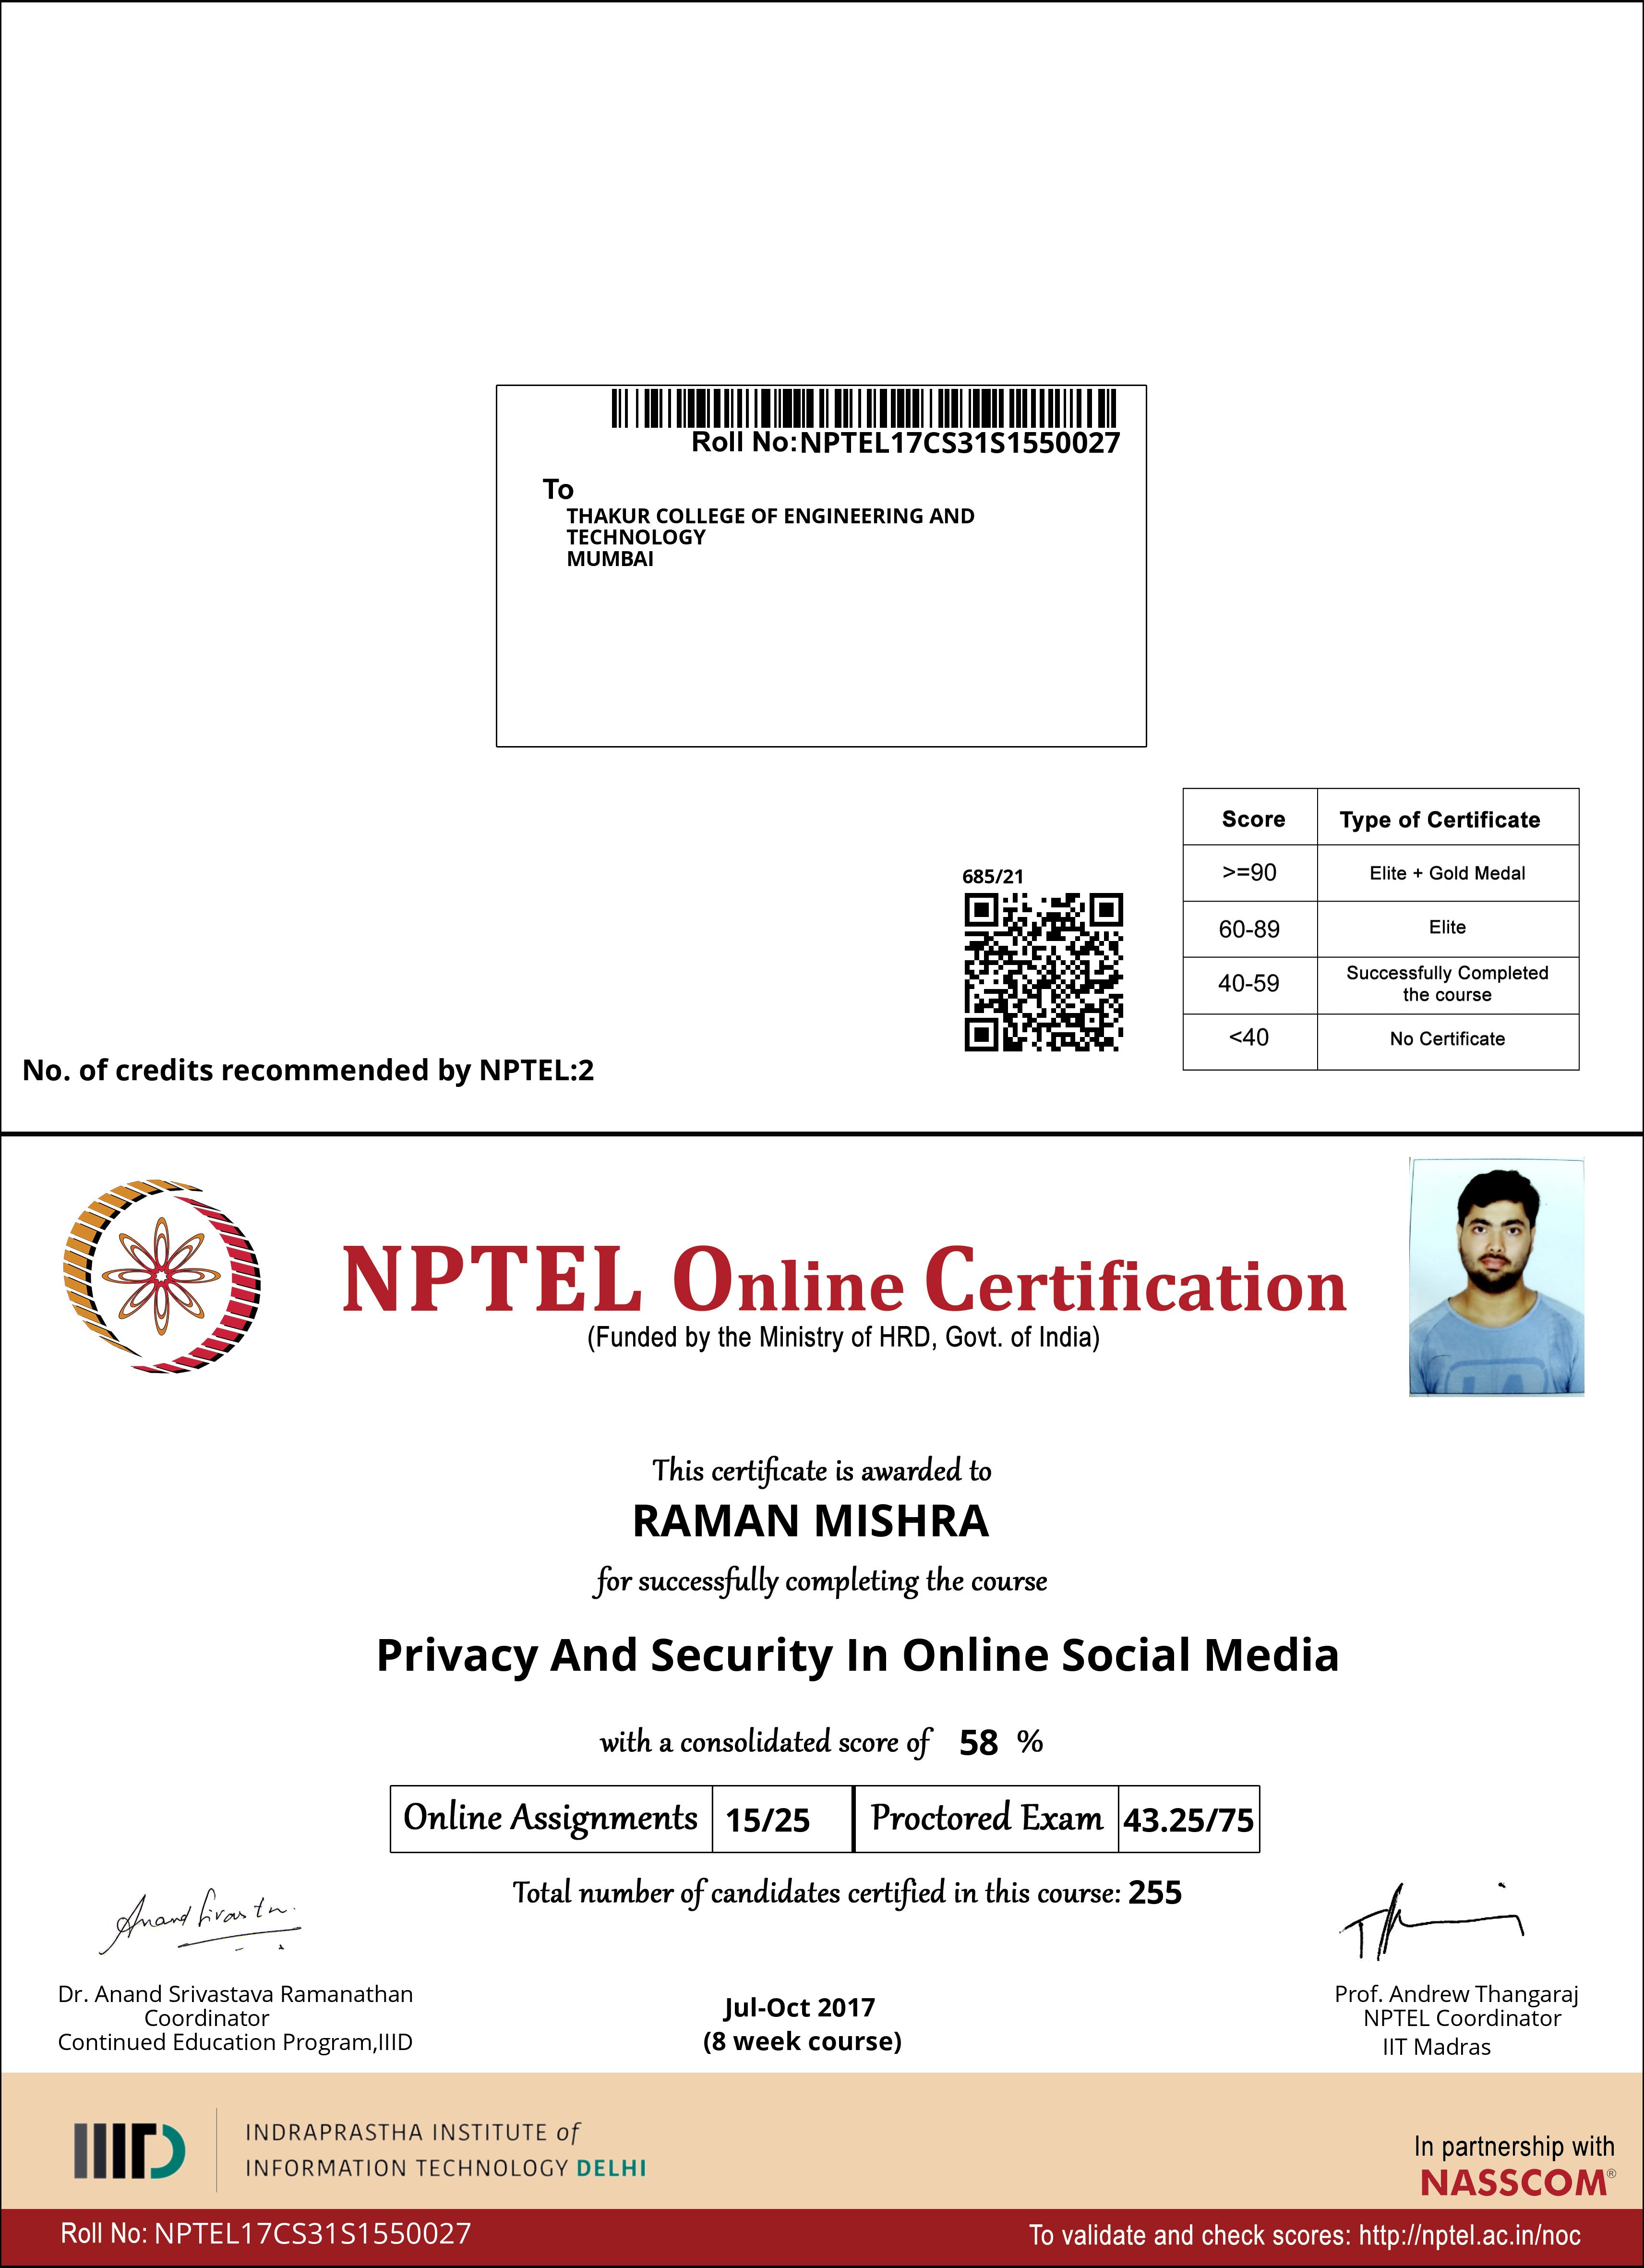 Roll No:NPTEL17CS31S1550027
To
THAKUR COLLEGE OF ENGINEERING AND
TECHNOLOGY
MUMBAI
685/21
Score Type of Certificate
>=90 Elite + Gold Medal
60-89 Elite
40-59 Successfully Completed
the course
<40 No Certificate
No. of credits recommended by NPTEL:2
NPTEL Online Certification
(Funded by the Ministry of HRD, Govt. of India)
This certificate is awarded to
RAMAN MISHRA
for successfully completing the course
Privacy And Security In Online Social Media
with a consolidated score of 58 %
Online Assignments 15/25 Proctored Exam 43.25/75
Total number of candidates certified in this course: 255
Dr. Anand Srivastava Ramanathan
Coordinator
Continued Education Program,IIID
Jul-Oct 2017
(8 week course)
Prof. Andrew Thangaraj
NPTEL Coordinator
IIT Madras
IIID
INDRAPRASTHA INSTITUTE of
INFORMATION TECHNOLOGY DELHI
In partnership with
NASSCOM®
Roll No: NPTEL17CS31S1550027
To validate and check scores: http://nptel.ac.in/noc